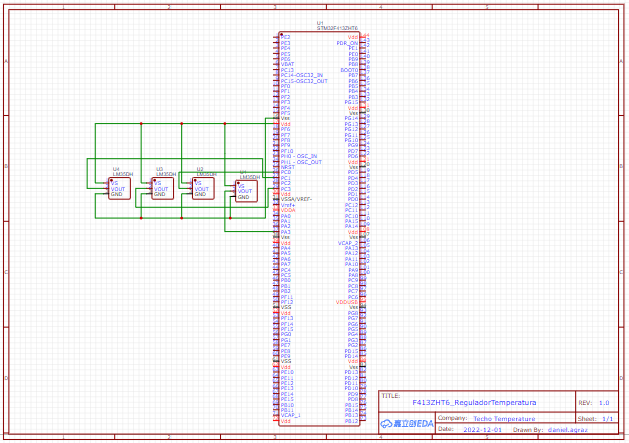 U1
STM32F413ZHT6
PE2
PE3
PE4
PE5
PE6
VBAT
PC13
PC14-OSC32_IN
PC15-OSC32_OUT
PF0
PF1
PF2
PF3
PF4
PF5
Vss
Vdd
PF6
PF7
PF8
PF9
PF10
PH0 - OSC_IN
PH1 - OSC_OUT
NRST
PC0
PC1
PC2
PC3
Vdd
VSSA/VREF-
Vref+
VDDA
PA0
PA1
PA2
PA3
Vss
Vdd
PA4
PA5
PA6
PA7
PC4
PC5
PB0
PB1
PB2
PF11
PF12
VSS
Vdd
PF13
PF14
PF15
PG0
PG1
PE7
PE8
PE9
VSS
Vdd
PE10
PE11
PE12
PE13
PE14
PE15
PB10
PB11
VCAP_1
Vdd
Vdd
PDR_ON
PE1
PE0
PB9
PB8
BOOT0
PB7
PB6
PB5
PB4
PB3
PG15
Vdd
Vss
PG14
PG13
PG12
PG11
PG10
PG9
PD7
PD6
Vdd
Vss
PD5
PD4
PD3
PD2
PD1
PD0
PC12
PC11
PC10
PA15
PA14
Vdd
Vss
VCAP_2
PA13
PA12
PA11
PA10
PA9
PA8
PC9
PC8
PC7
PC6
VDDUSB
Vss
PG8
PG7
PG6
PG5
PG4
PG3
PG2
PD15
PD14
Vdd
Vss
PD13
PD12
PD11
PD10
PD9
PD8
PB15
PB14
PB13
PB12
U4
LM35DH
VS
VOUT
GND
U3
LM35DH
VS
VOUT
GND
U2
LM35DH
VS
VOUT
GND
LM35DH
VS
VOUT
GND
TITLE:
F413ZHT6_ReguladorTemperatura
REV: 1.0
嘉立创EDA
Company: Techo Temperature
Sheet: 1/1
Date: 2022-12-01
Drawn By: daniel.agraz